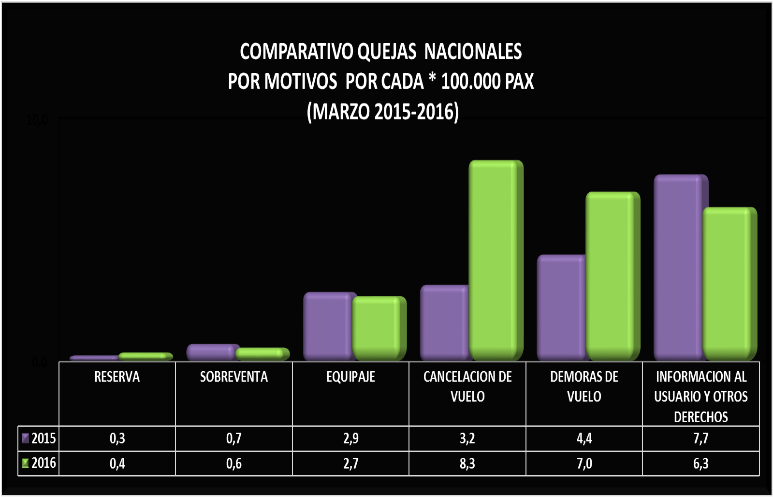 COMPARATIVO QUEJAS NACIONALES
POR MOTIVOS POR CADA * 100.000 PAX
(MARZO 2015-2016)
RESERVA SOBREVENTA EQUIPAJE CANCELACION DE VUELO DEMORAS DE VUELO INFORMACION AL USUARIO Y OTROS DERECHOS
2015 0,3 0,7 2,9 3,2 4,4 7,7
2016 0,4 0,6 2,7 8,3 7,0 6,3